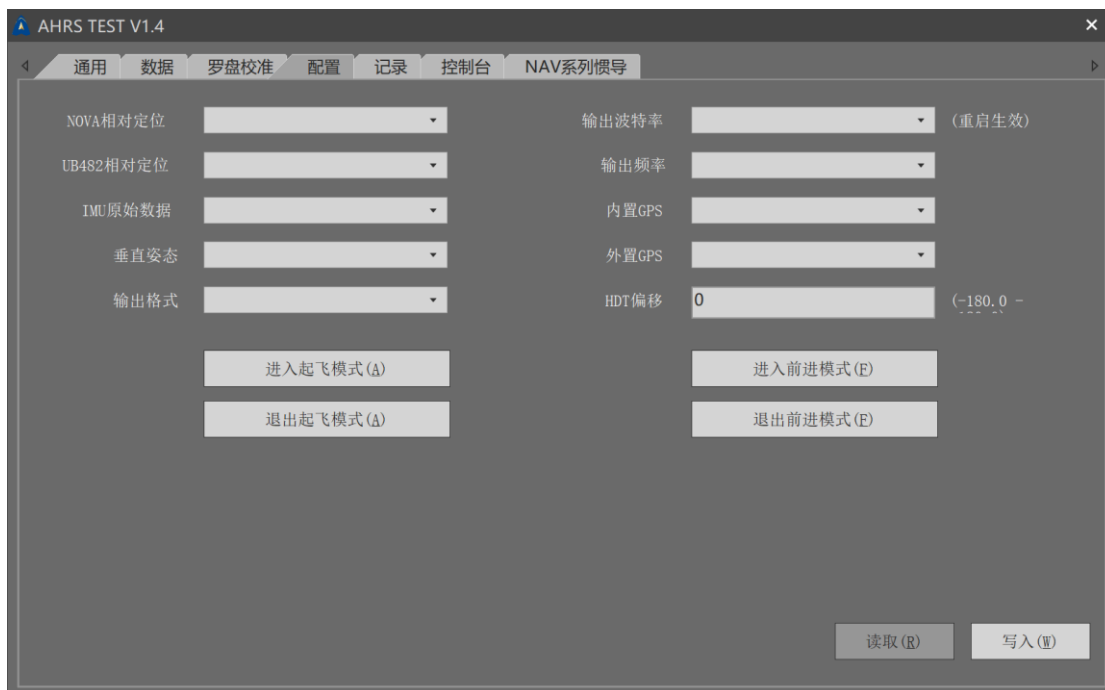 AHRS TEST V1.4
通用 数据 罗盘校准 配置 记录 控制台 NAV系列惯导
NOVA相对定位 输出波特率 (重启生效)
UB482相对定位 输出频率
IMU原始数据 内置GPS
垂直姿态 外置GPS
输出格式 HDT偏移 0 (-180.0 -
进入起飞模式(A) 进入前进模式(F)
退出起飞模式(A) 退出前进模式(F)
读取(R) 写入(W)